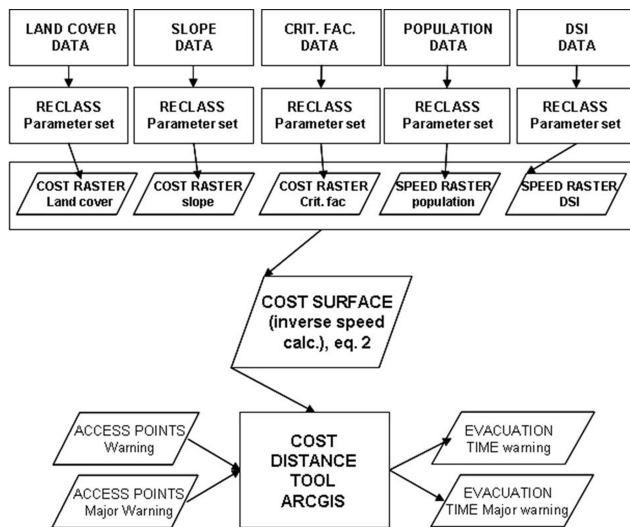 LAND COVER
DATA
SLOPE
DATA
CRIT. FAC.
DATA
POPULATION
DATA
DSI
DATA
RECLASS
Parameter set
RECLASS
Parameter set
RECLASS
Parameter set
RECLASS
Parameter set
RECLASS
Parameter set
COST RASTER
Land cover
COST RASTER
slope
COST RASTER
Crit. fac
SPEED RASTER
population
SPEED RASTER
DSI
COST SURFACE
(inverse speed
calc.), eq. 2
ACCESS POINTS
Warning
ACCESS POINTS
Major Warning
COST
DISTANCE
TOOL
ARCGIS
EVACUATION
TIME warning
EVACUATION
TIME Major warning